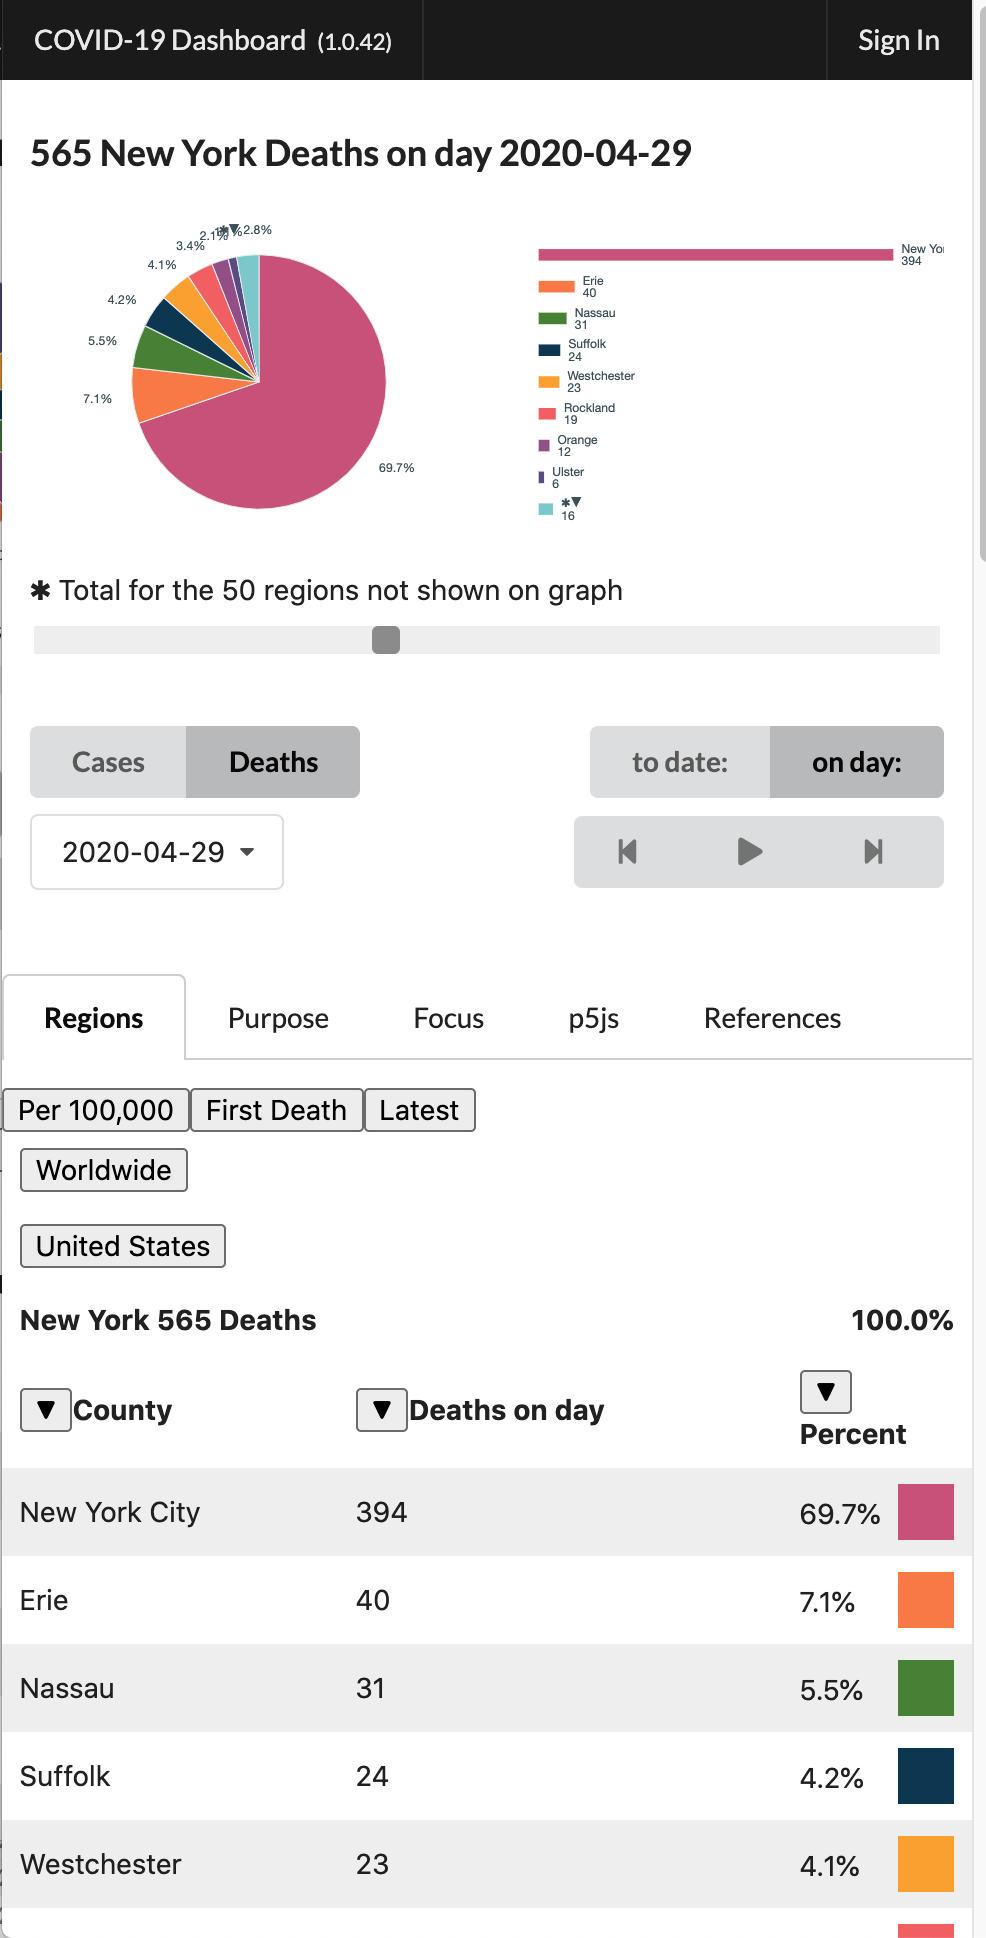 COVID-19 Dashboard (1.0.42)
Sign In
565 New York Deaths on day 2020-04-29
✱▼ 2.8%
2.1%
3.4%
4.1%
4.2%
5.5%
7.1%
69.7%
New Yor
394
Erie
40
Nassau
31
Suffolk
24
Westchester
23
Rockland
19
Orange
12
Ulster
6
✱▼
16
✱ Total for the 50 regions not shown on graph
Cases Deaths
to date: on day:
2020-04-29
Regions Purpose Focus p5js References
Per 100,000 First Death Latest
Worldwide
United States
New York 565 Deaths 100.0%
▼ County ▼ Deaths on day ▼ Percent
New York City 394 69.7%
Erie 40 7.1%
Nassau 31 5.5%
Suffolk 24 4.2%
Westchester 23 4.1%